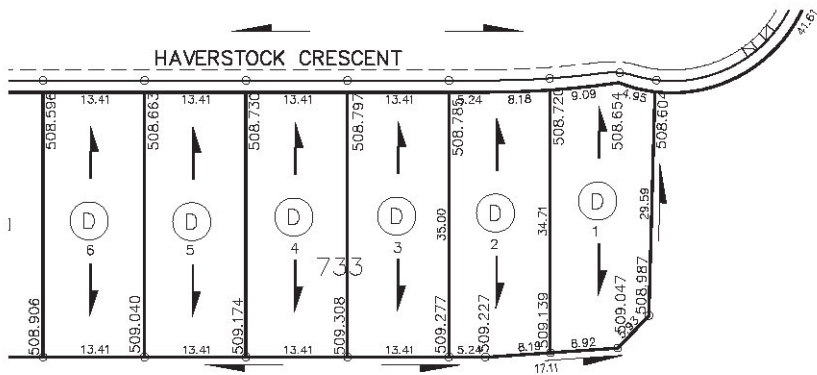 41.61
HAVERSTOCK CRESCENT
13.41 13.41 13.41 13.41 5.24 8.18 9.09 4.95
508.596 508.663 508.730 508.797 508.785 508.720 508.654 508.604
D D D D D D
6 5 4 3 2 1
35.00 34.71 29.59
733
508.906 509.040 509.174 509.308 509.277 509.227 509.139 509.047 508.987
13.41 13.41 13.41 13.41 5.24 8.19 8.92
17.11